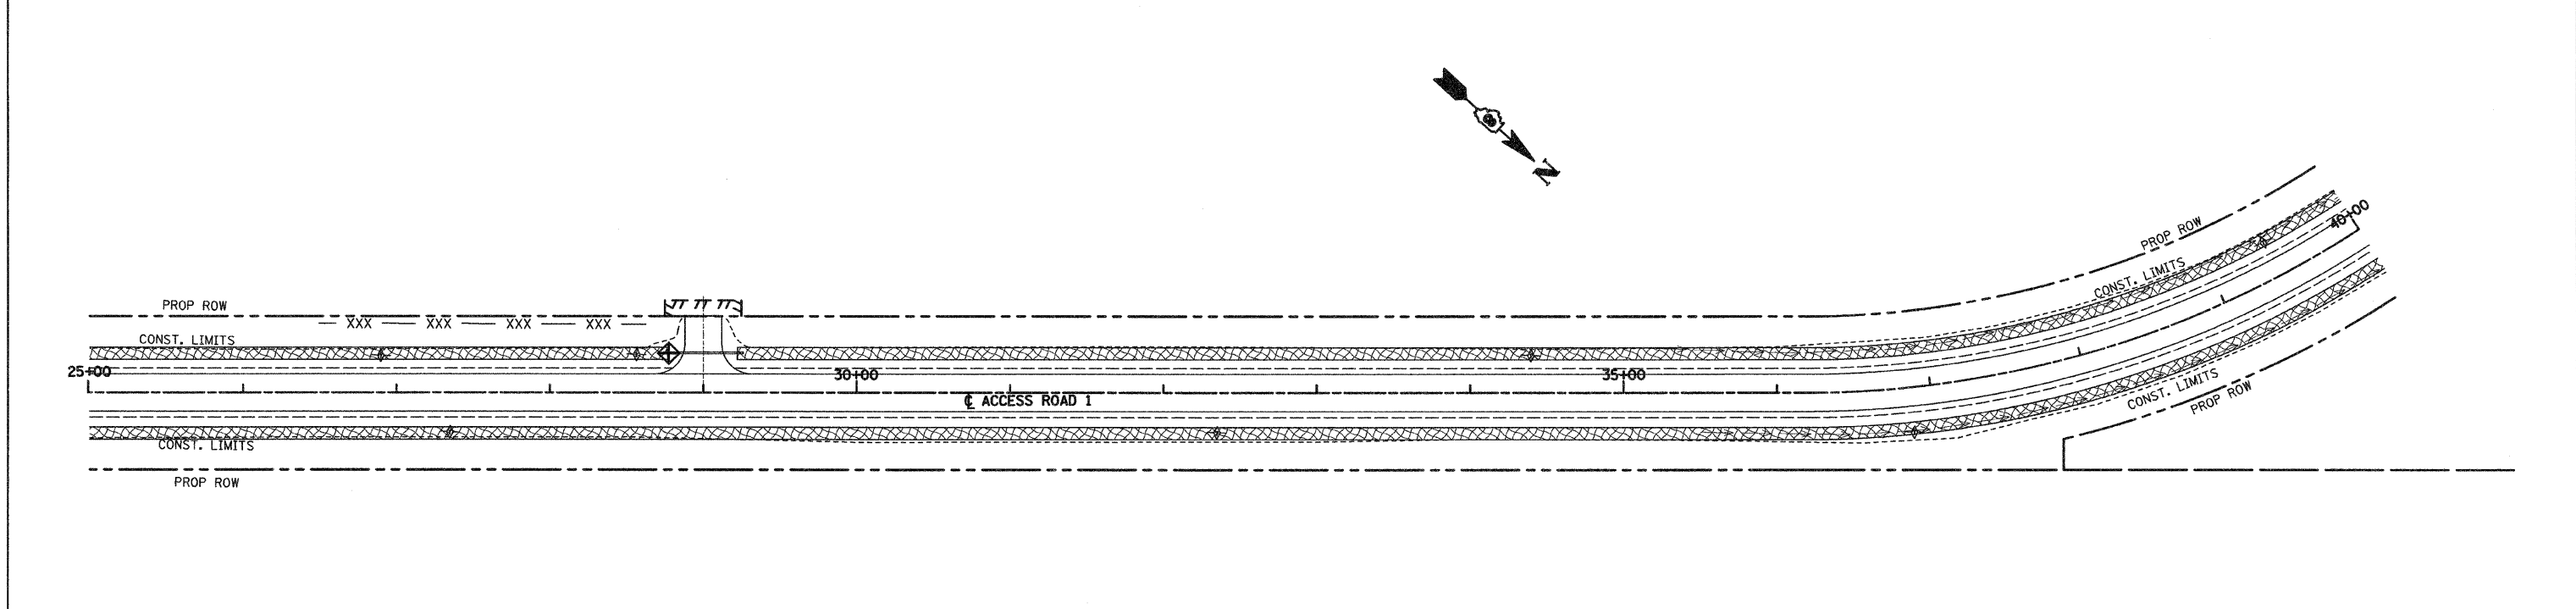 N
PROP ROW
40+00
CONST. LIMITS
PROP ROW
XXX XXX XXX XXX
CONST. LIMITS
25+00
30+00
35+00
℄ ACCESS ROAD 1
CONST. LIMITS
PROP ROW
CONST. LIMITS
PROP ROW